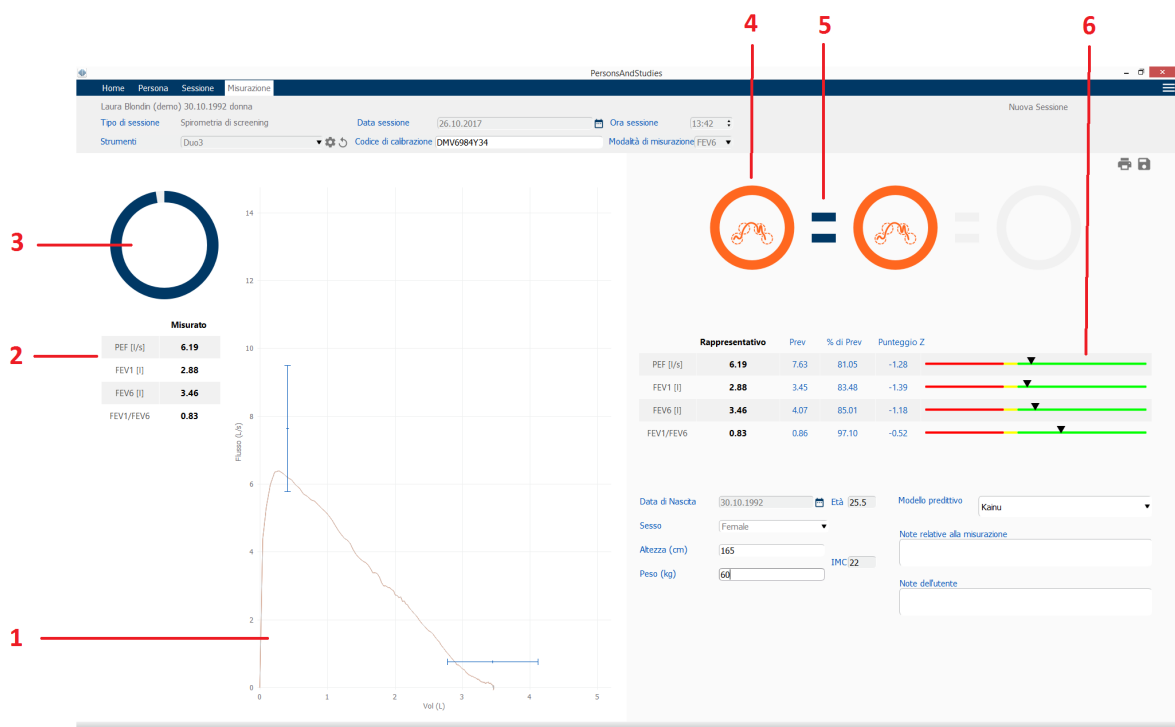 4 5 6
PersonsAndStudies
Home Persona Sessione Misurazione
Laura Blondin (demo) 30.10.1992 donna Nuova Sessione
Tipo di sessione Spirometria di screening Data sessione 26.10.2017 Ora sessione 13:42
Strumenti Duo3 Codice di calibrazione DMV6984Y34 Modalità di misurazione FEV6
3
Misurato
2
PEF [l/s] 6.19
FEV1 [l] 2.88
FEV6 [l] 3.46
FEV1/FEV6 0.83
1
14
12
10
8
6
4
2
0
Flusso (L/s)
0 1 2 3 4 5
Vol (L)
Rappresentativo Prev % di Prev Punteggio Z
PEF [l/s] 6.19 7.63 81.05 -1.28
FEV1 [l] 2.88 3.45 83.48 -1.39
FEV6 [l] 3.46 4.07 85.01 -1.18
FEV1/FEV6 0.83 0.86 97.10 -0.52
Data di Nascita 30.10.1992 Età 25.5 Modello predittivo Kainu
Sesso Female
Note relative alla misurazione
Altezza (cm) 165
IMC 22
Peso (kg) 60
Note dell'utente